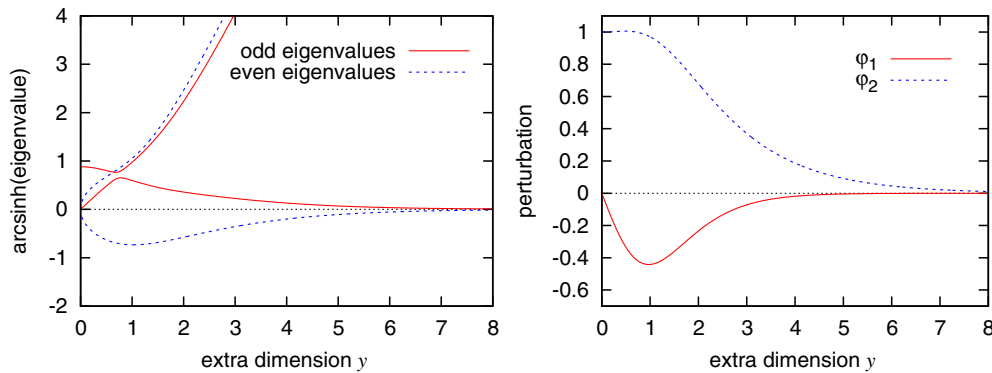 arcsinh(eigenvalue)
4
3
2
1
0
-1
-2
odd eigenvalues
even eigenvalues
0 1 2 3 4 5 6 7 8
extra dimension y
perturbation
1
0.8
0.6
0.4
0.2
0
-0.2
-0.4
-0.6
φ1
φ2
0 1 2 3 4 5 6 7 8
extra dimension y